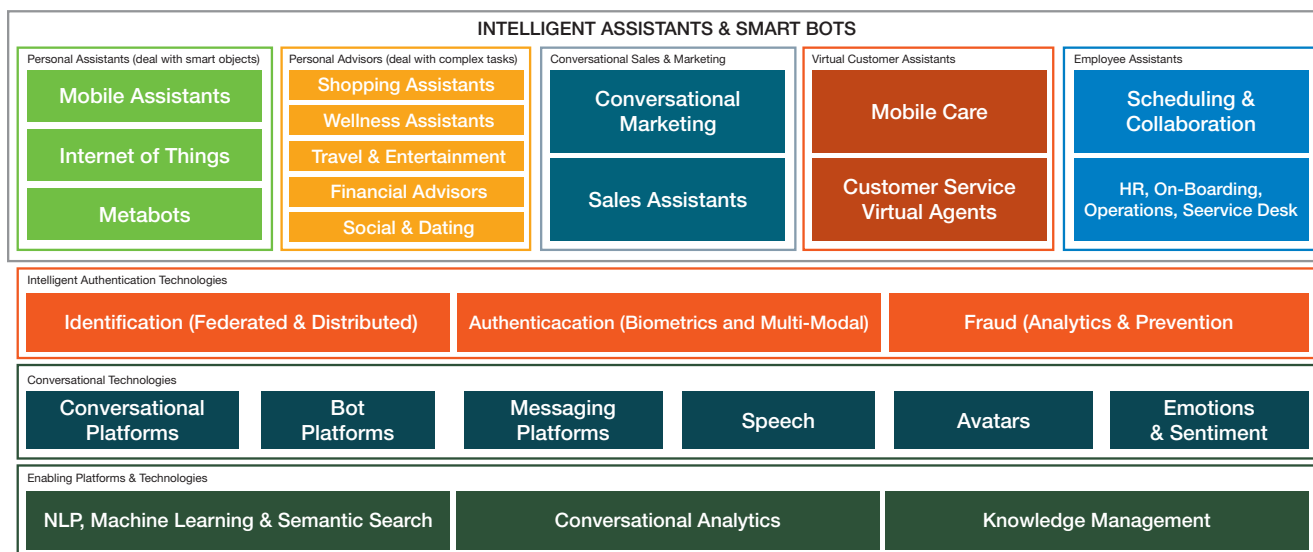 INTELLIGENT ASSISTANTS & SMART BOTS
Personal Assistants (deal with smart objects)
Mobile Assistants
Internet of Things
Metabots
Personal Advisors (deal with complex tasks)
Shopping Assistants
Wellness Assistants
Travel & Entertainment
Financial Advisors
Social & Dating
Conversational Sales & Marketing
Conversational
Marketing
Sales Assistants
Virtual Customer Assistants
Mobile Care
Customer Service
Virtual Agents
Employee Assistants
Scheduling &
Collaboration
HR, On-Boarding,
Operations, Seervice Desk
Intelligent Authentication Technologies
Identification (Federated & Distributed)
Authenticacation (Biometrics and Multi-Modal)
Fraud (Analytics & Prevention
Conversational Technologies
Conversational
Platforms
Bot
Platforms
Messaging
Platforms
Speech
Avatars
Emotions
& Sentiment
Enabling Platforms & Technologies
NLP, Machine Learning & Semantic Search
Conversational Analytics
Knowledge Management